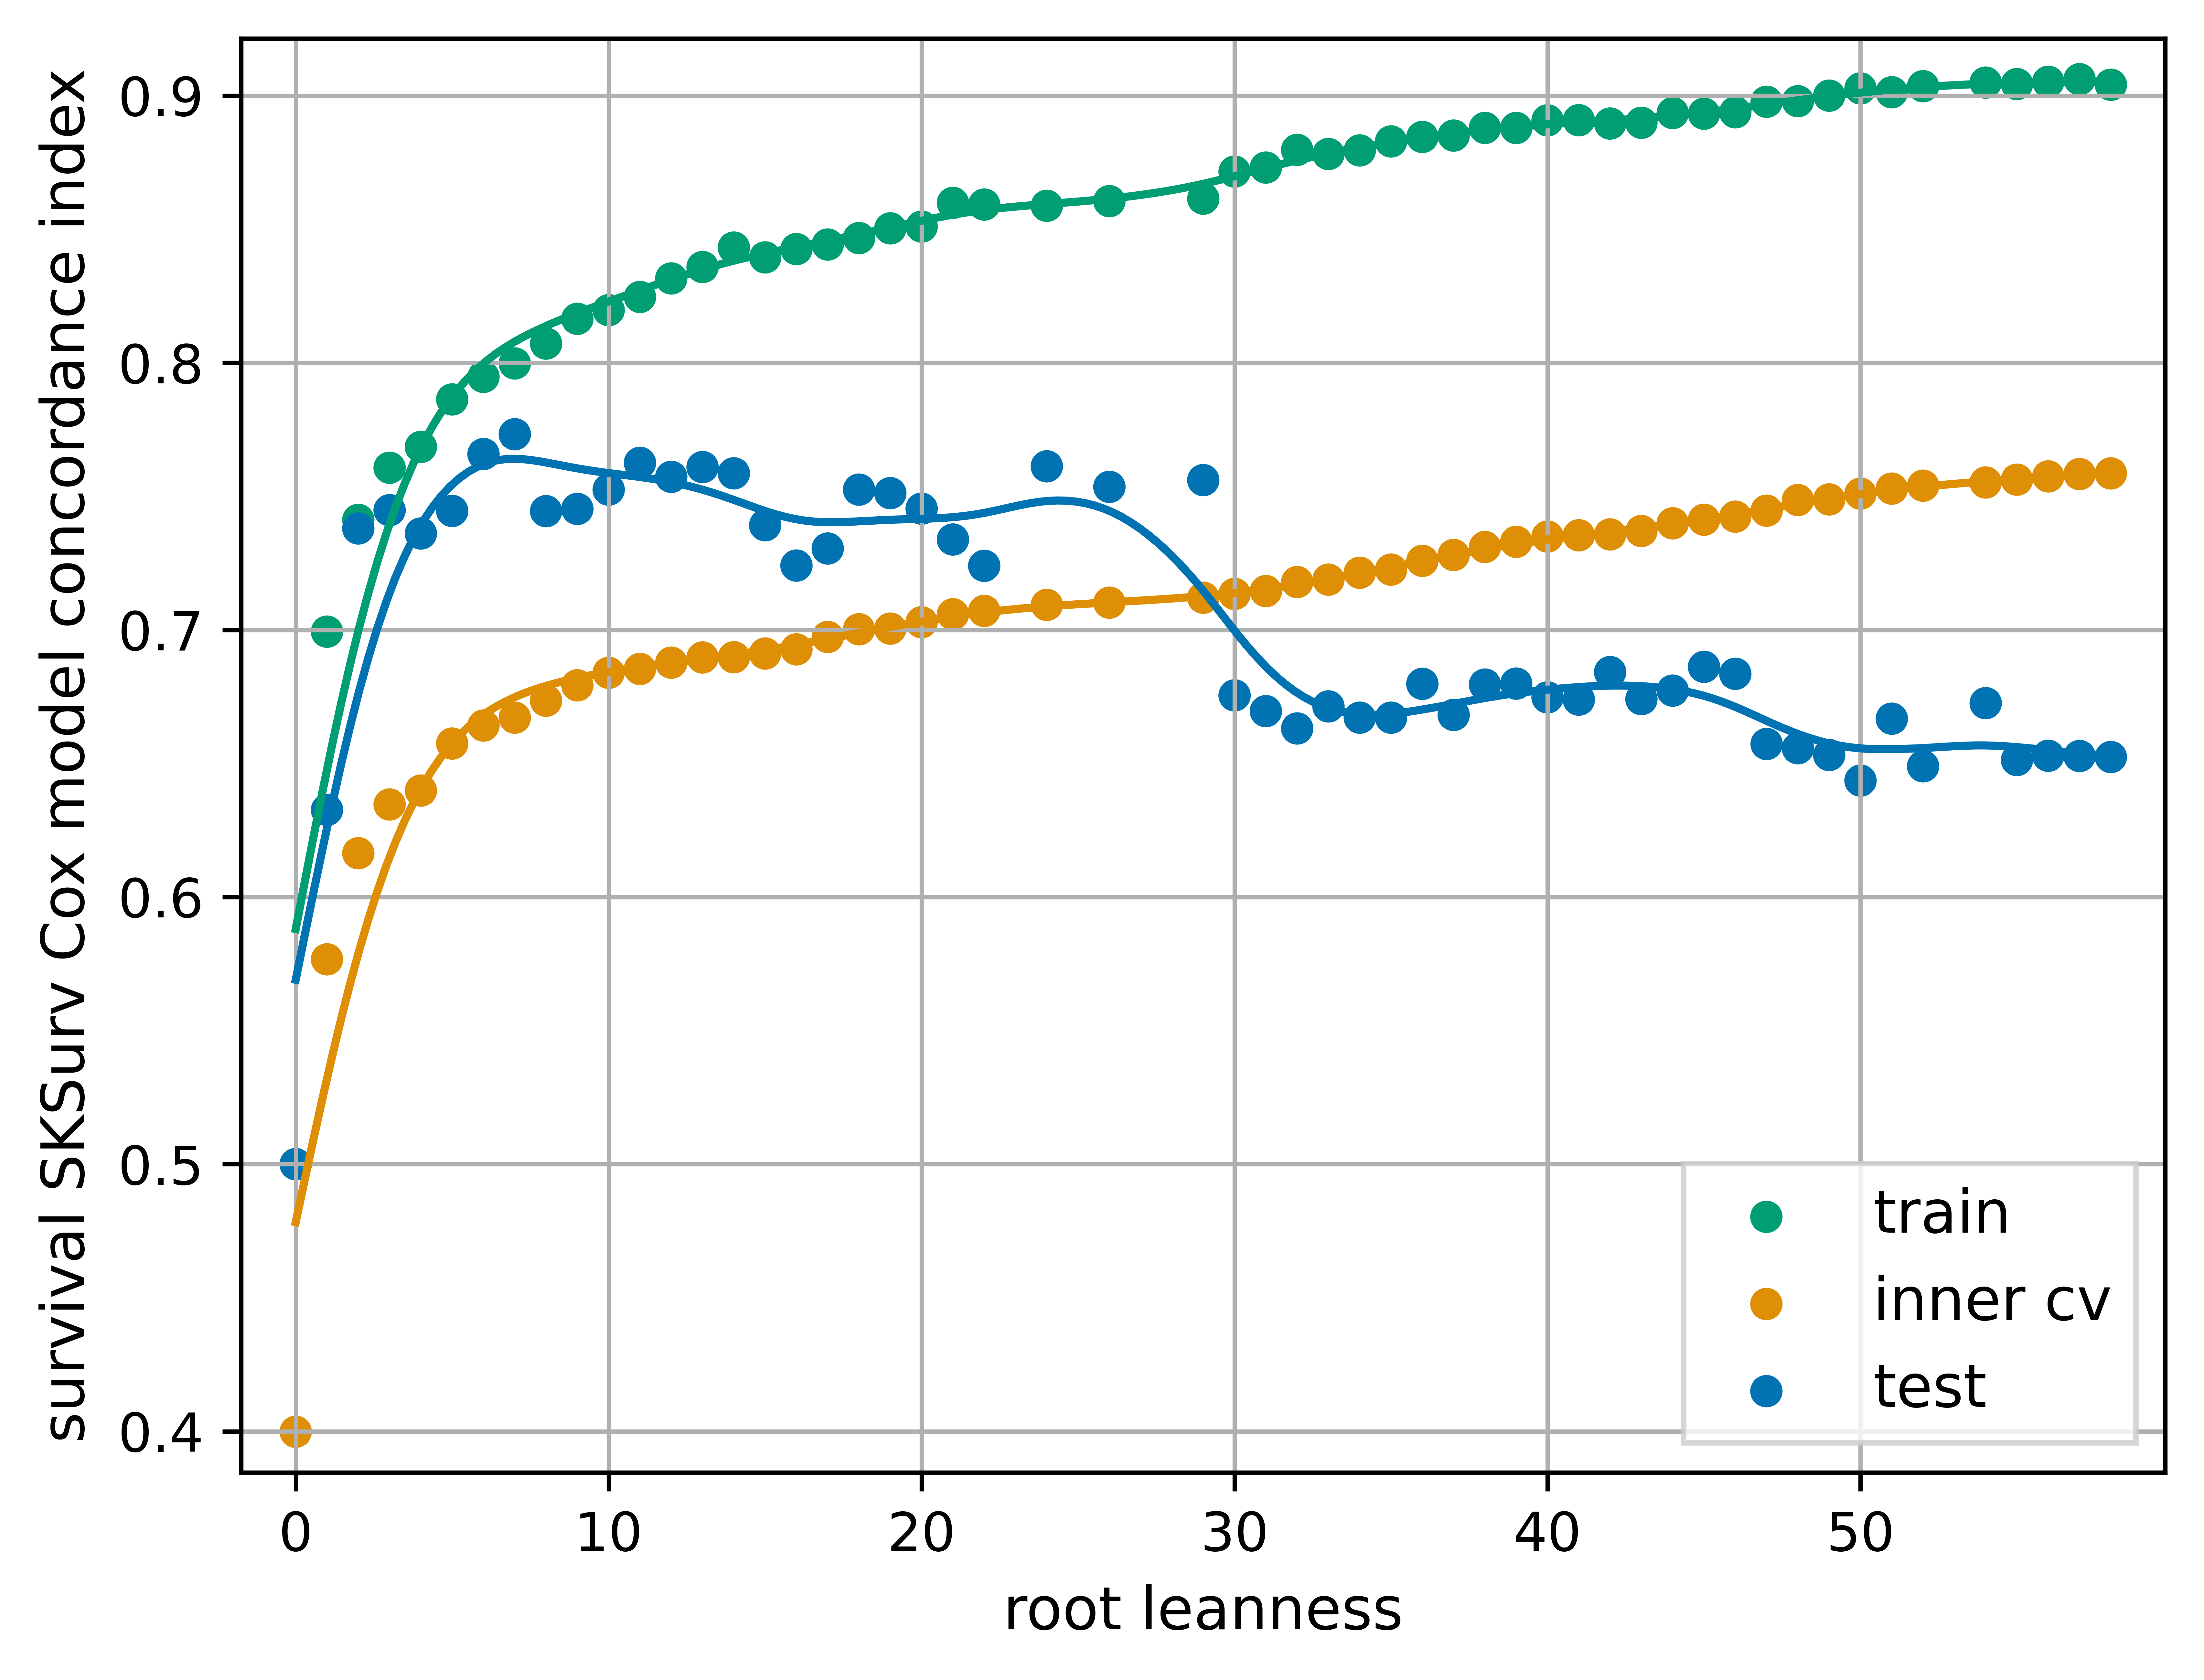 survival SKSurv Cox model concordance index
0.9
0.8
0.7
0.6
0.5
0.4
train
inner cv
test
0 10 20 30 40 50
root leanness